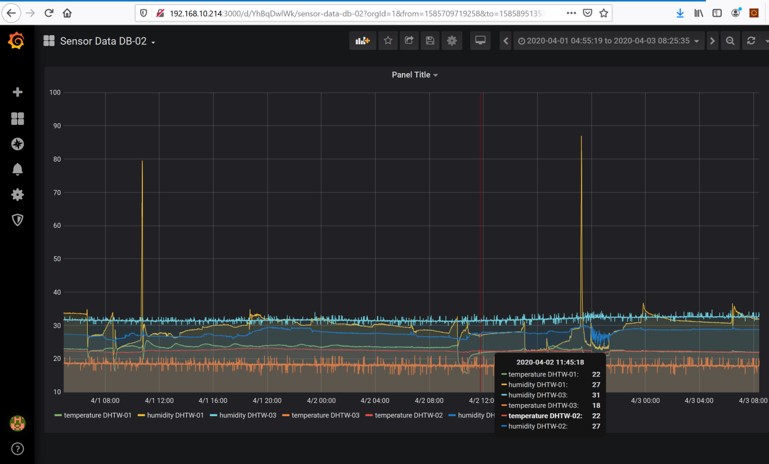 192.168.10.214:3000/d/YhBqDwlWk/sensor-data-db-02?orgId=1&from=1585709719258&to=158589513
Sensor Data DB-02
2020-04-01 04:55:19 to 2020-04-03 08:25:35
Panel Title
100
90
80
70
60
50
40
30
20
10
4/1 08:00 4/1 12:00 4/1 16:00 4/1 20:00 4/2 00:00 4/2 04:00 4/2 08:00 4/2 12:0 4/3 00:00 4/3 04:00 4/3 08:00
temperature DHTW-01 humidity DHTW-01 humidity DHTW-03 temperature DHTW-03 temperature DHTW-02 humidity DH
2020-04-02 11:45:18
temperature DHTW-01: 22
humidity DHTW-01: 27
humidity DHTW-03: 31
temperature DHTW-03: 18
temperature DHTW-02: 22
humidity DHTW-02: 27